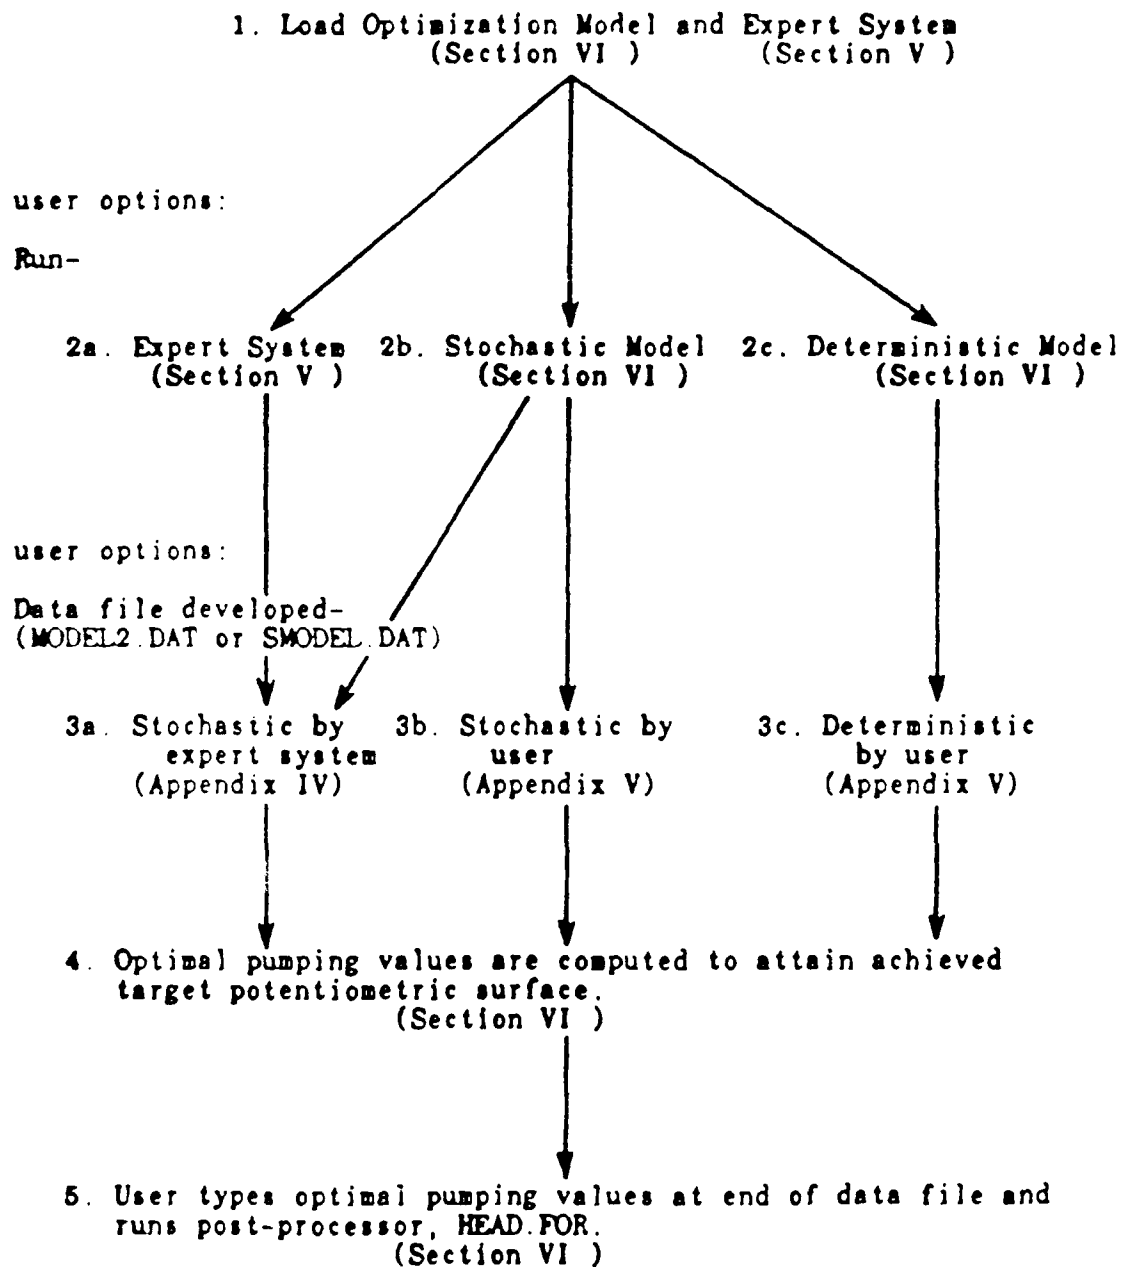 1. Load Optimization Model and Expert System
(Section VI ) (Section V )
user options:
Run-
2a. Expert System 2b. Stochastic Model 2c. Deterministic Model
(Section V ) (Section VI ) (Section VI )
user options:
Data file developed-
(MODEL2.DAT or SMODEL.DAT)
3a. Stochastic by 3b. Stochastic by 3c. Deterministic
expert system user by user
(Appendix IV) (Appendix V) (Appendix V)
4. Optimal pumping values are computed to attain achieved
target potentiometric surface.
(Section VI )
5. User types optimal pumping values at end of data file and
runs post-processor, HEAD.FOR.
(Section VI )